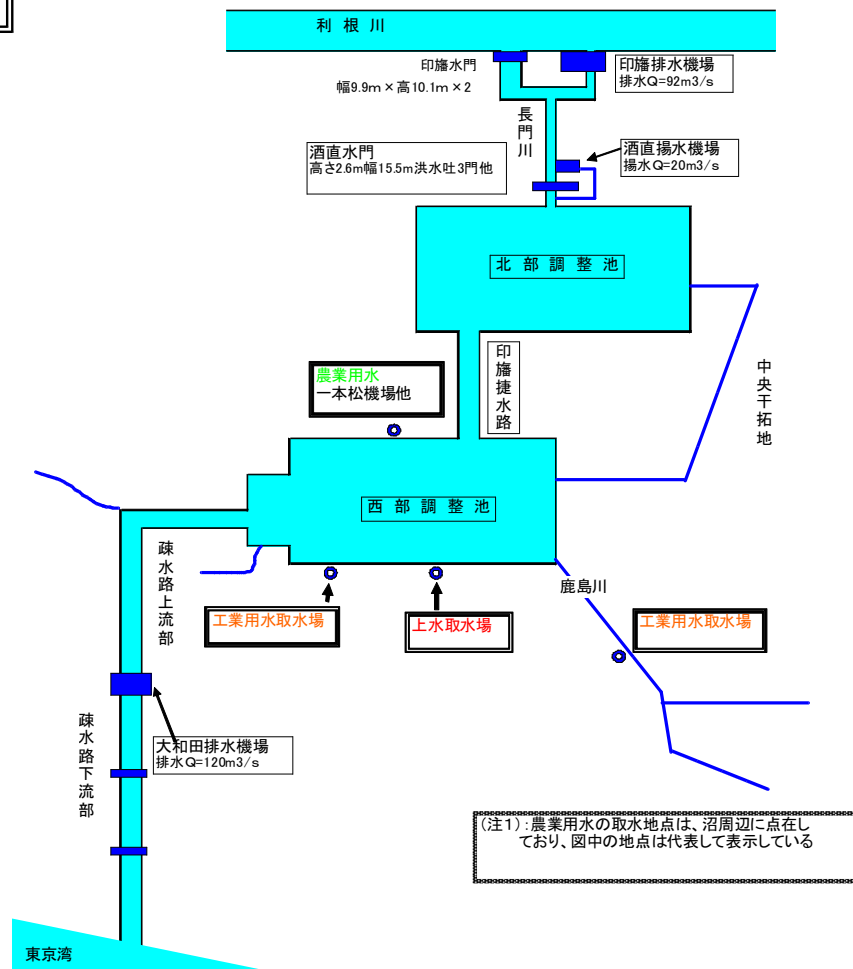 利根川
印旛水門
幅9.9m×高10.1m×2
印旛排水機場
排水Q=92m3/s
長門川
酒直水門
高さ2.6m幅15.5m洪水吐3門他
酒直揚水機場
揚水Q=20m3/s
北部調整池
印旛捷水路
農業用水
一本松機場他
中央干拓地
西部調整池
疎水路上流部
鹿島川
工業用水取水場
上水取水場
工業用水取水場
疎水路下流部
大和田排水機場
排水Q=120m3/s
(注1):農業用水の取水地点は、沼周辺に点在し
ており、図中の地点は代表して表示している
東京湾